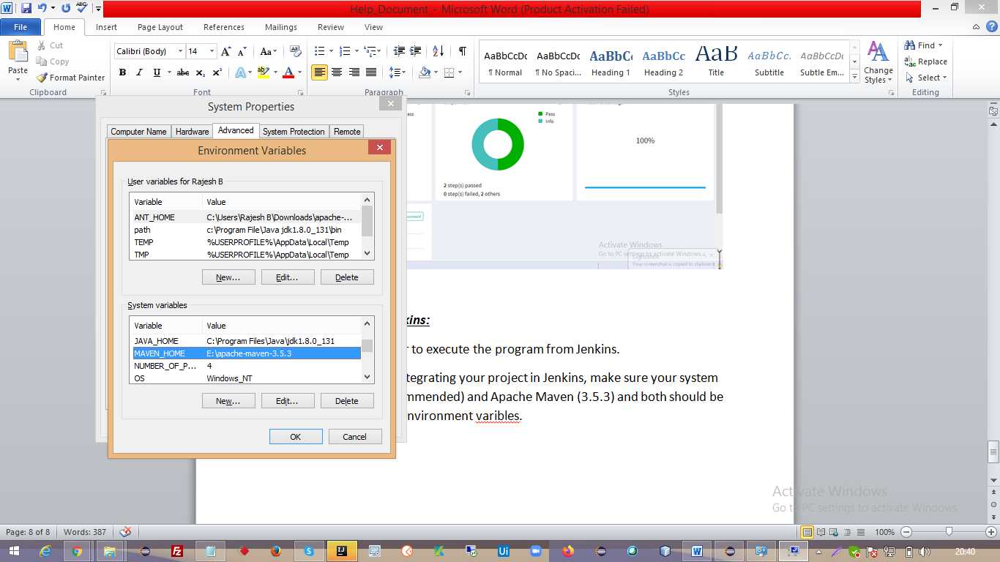 Help_Document - Microsoft Word (Product Activation Failed)
File Home Insert Page Layout References Mailings Review View
Paste
Cut
Copy
Format Painter
Clipboard
Calibri (Body) 14
Font
Paragraph
AaBbCcDc AaBbCcDc AaBbCc AaBbCc AaB AaBbCc. AaBbCcDc
¶ Normal ¶ No Spaci... Heading 1 Heading 2 Title Subtitle Subtle Em...
Styles
Change Styles
Find
Replace
Select
Editing
System Properties
Computer Name Hardware Advanced System Protection Remote
Environment Variables
User variables for Rajesh B
Variable Value
ANT_HOME C:\Users\Rajesh B\Downloads\apache-...
path c:\Program File\Java jdk1.8.0_131\bin
TEMP %USERPROFILE%\AppData\Local\Temp
TMP %USERPROFILE%\AppData\Local\Temp
New... Edit... Delete
System variables
Variable Value
JAVA_HOME C:\Program Files\Java\jdk1.8.0_131
MAVEN_HOME E:\apache-maven-3.5.3
NUMBER_OF_P... 4
OS Windows_NT
New... Edit... Delete
OK Cancel
Pass
Info
2 step(s) passed
0 step(s) failed, 2 others
100%
Activate Windows
Go to PC settings to activate Windows.
Lightshot
Your screenshot is copied to clipboard
kins:
r to execute the program from Jenkins.
tegrating your project in Jenkins, make sure your system
mmended) and Apache Maven (3.5.3) and both should be
nvironment varibles.
Activate Windows
Go to PC settings to activate Windows.
Page: 8 of 8 Words: 387 100%
20:40